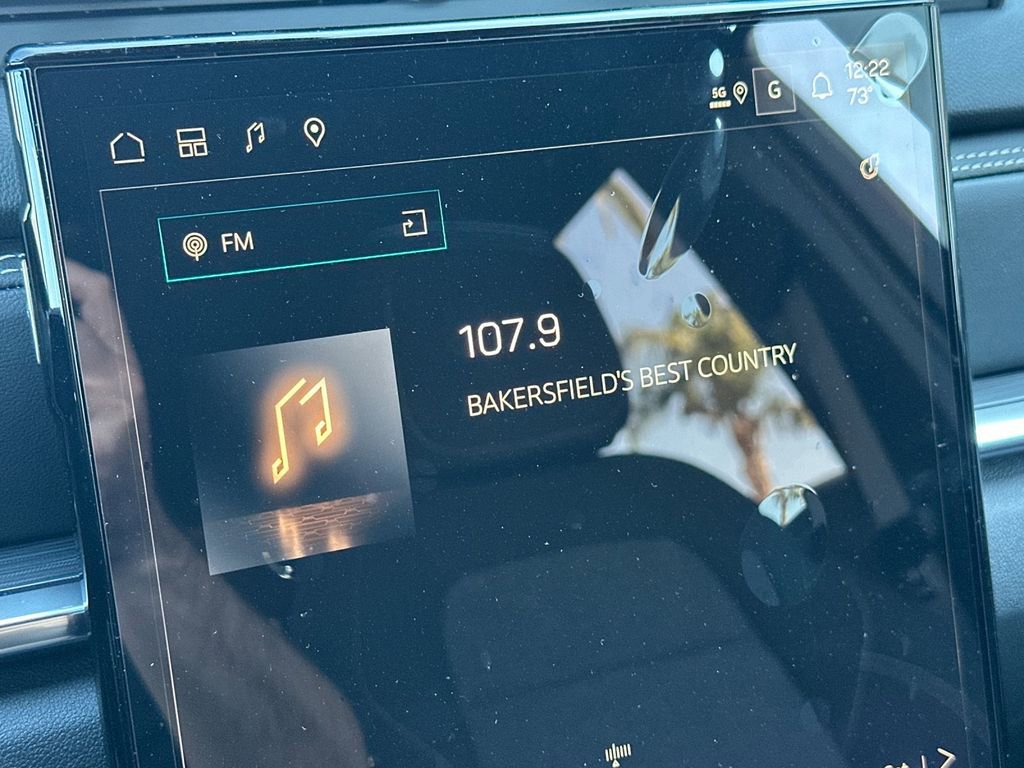 5G G 12:22
73°
FM
107.9
BAKERSFIELD'S BEST COUNTRY